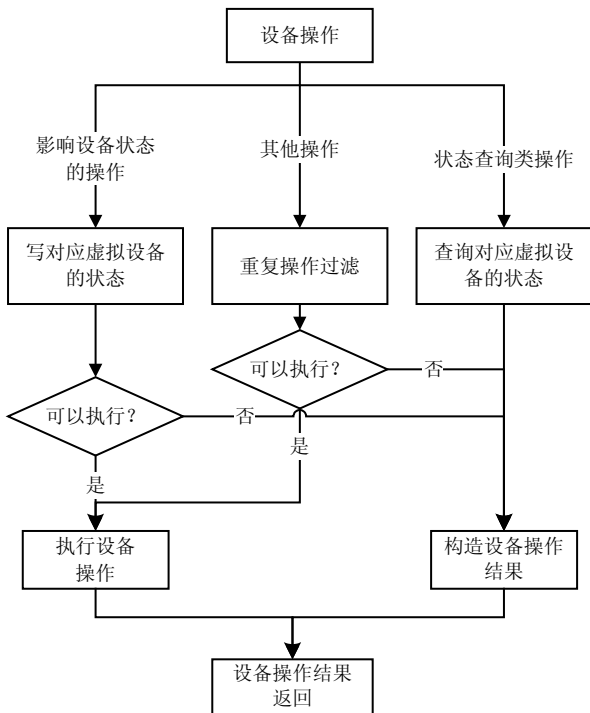 设备操作
影响设备状态
的操作
其他操作
状态查询类操作
写对应虚拟设备
的状态
重复操作过滤
查询对应虚拟设
备的状态
可以执行?
否
可以执行?
否
是
是
执行设备
操作
构造设备操作
结果
设备操作结果
返回